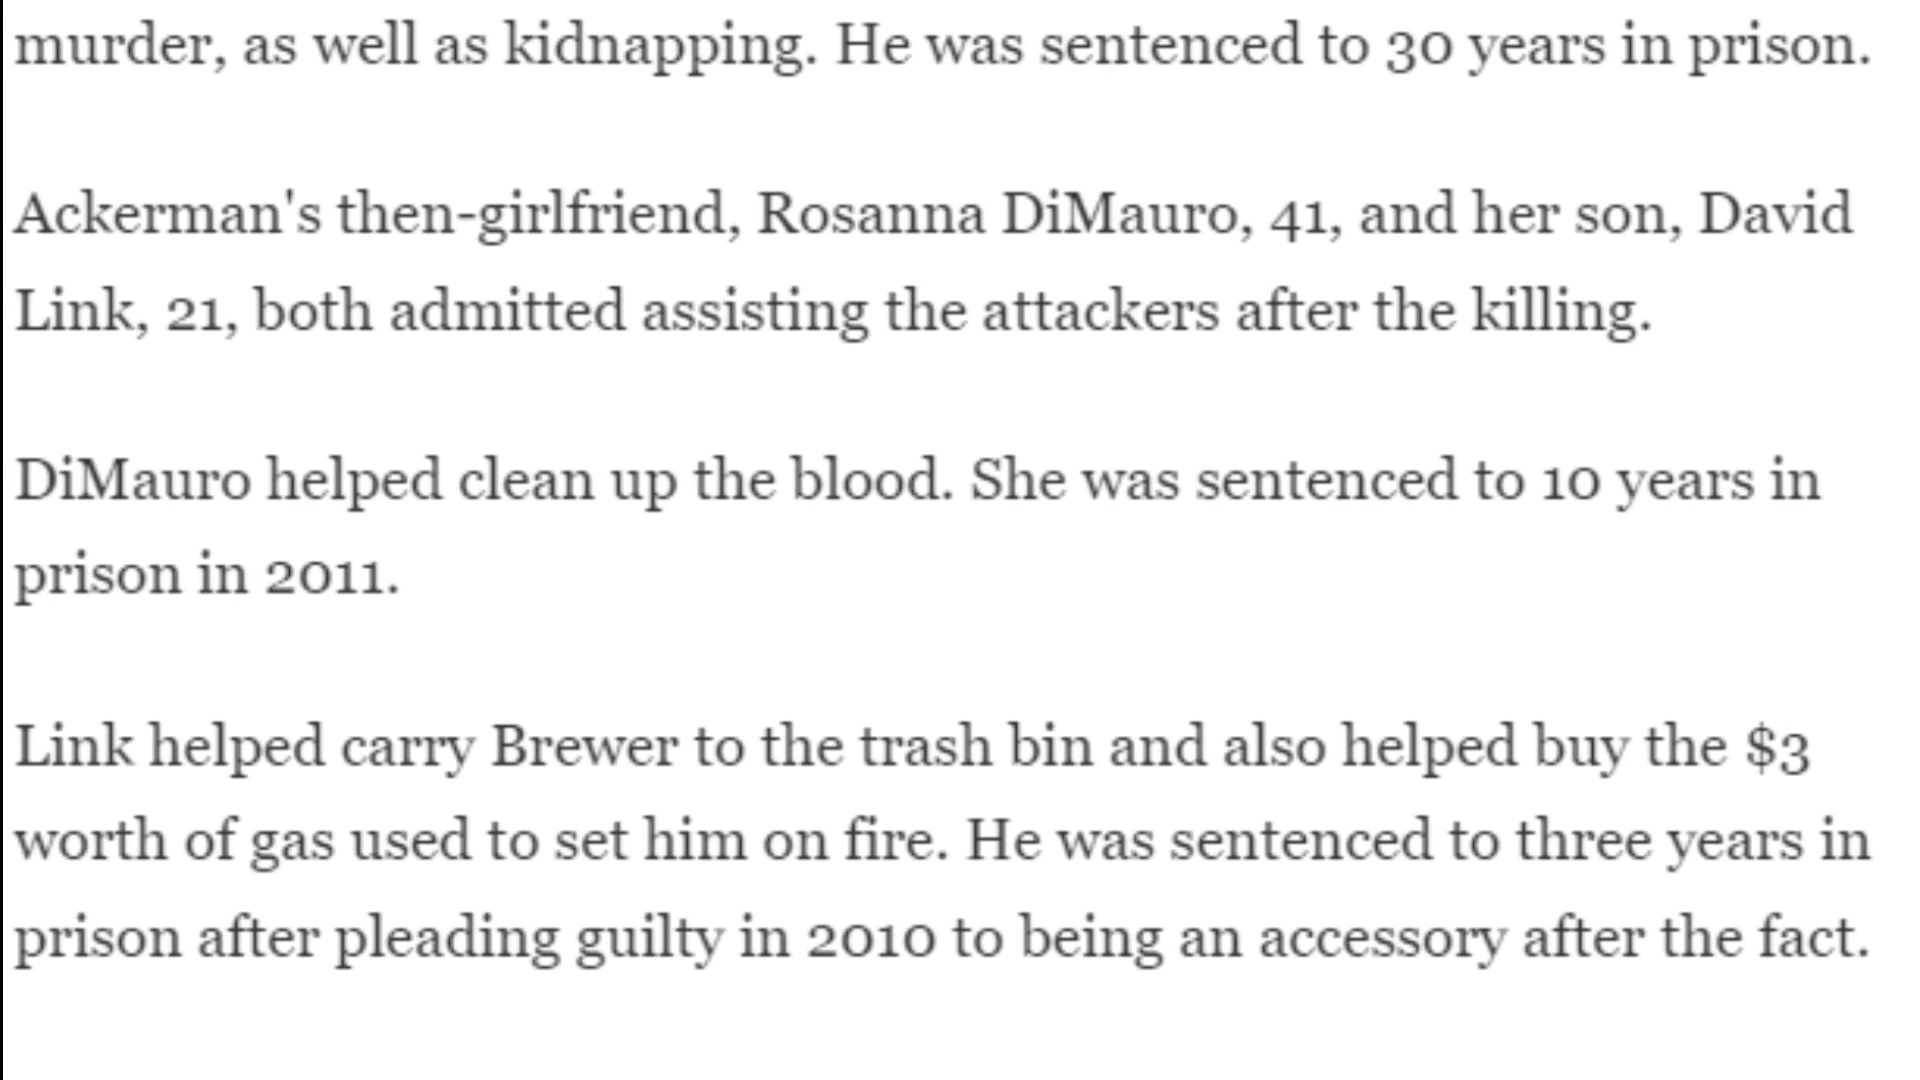 murder, as well as kidnapping. He was sentenced to 30 years in prison.
Ackerman's then-girlfriend, Rosanna DiMauro, 41, and her son, David
Link, 21, both admitted assisting the attackers after the killing.
DiMauro helped clean up the blood. She was sentenced to 10 years in
prison in 2011.
Link helped carry Brewer to the trash bin and also helped buy the $3
worth of gas used to set him on fire. He was sentenced to three years in
prison after pleading guilty in 2010 to being an accessory after the fact.